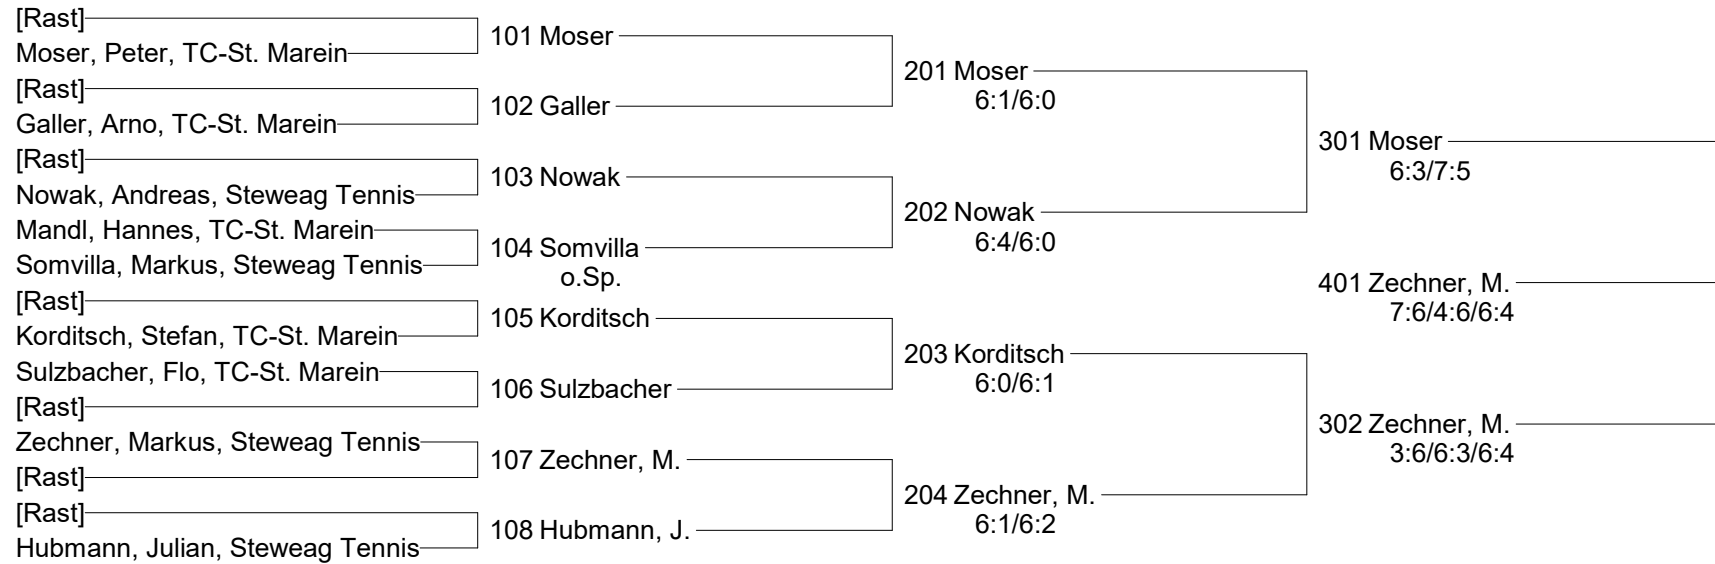 [Rast]
Moser, Peter, TC-St. Marein
[Rast]
Galler, Arno, TC-St. Marein
[Rast]
Nowak, Andreas, Steweag Tennis
Mandl, Hannes, TC-St. Marein
Somvilla, Markus, Steweag Tennis
[Rast]
Korditsch, Stefan, TC-St. Marein
Sulzbacher, Flo, TC-St. Marein
[Rast]
Zechner, Markus, Steweag Tennis
[Rast]
[Rast]
Hubmann, Julian, Steweag Tennis
101 Moser
102 Galler
103 Nowak
104 Somvilla
o.Sp.
105 Korditsch
106 Sulzbacher
107 Zechner, M.
108 Hubmann, J.
201 Moser
6:1/6:0
202 Nowak
6:4/6:0
203 Korditsch
6:0/6:1
204 Zechner, M.
6:1/6:2
301 Moser
6:3/7:5
401 Zechner, M.
7:6/4:6/6:4
302 Zechner, M.
3:6/6:3/6:4